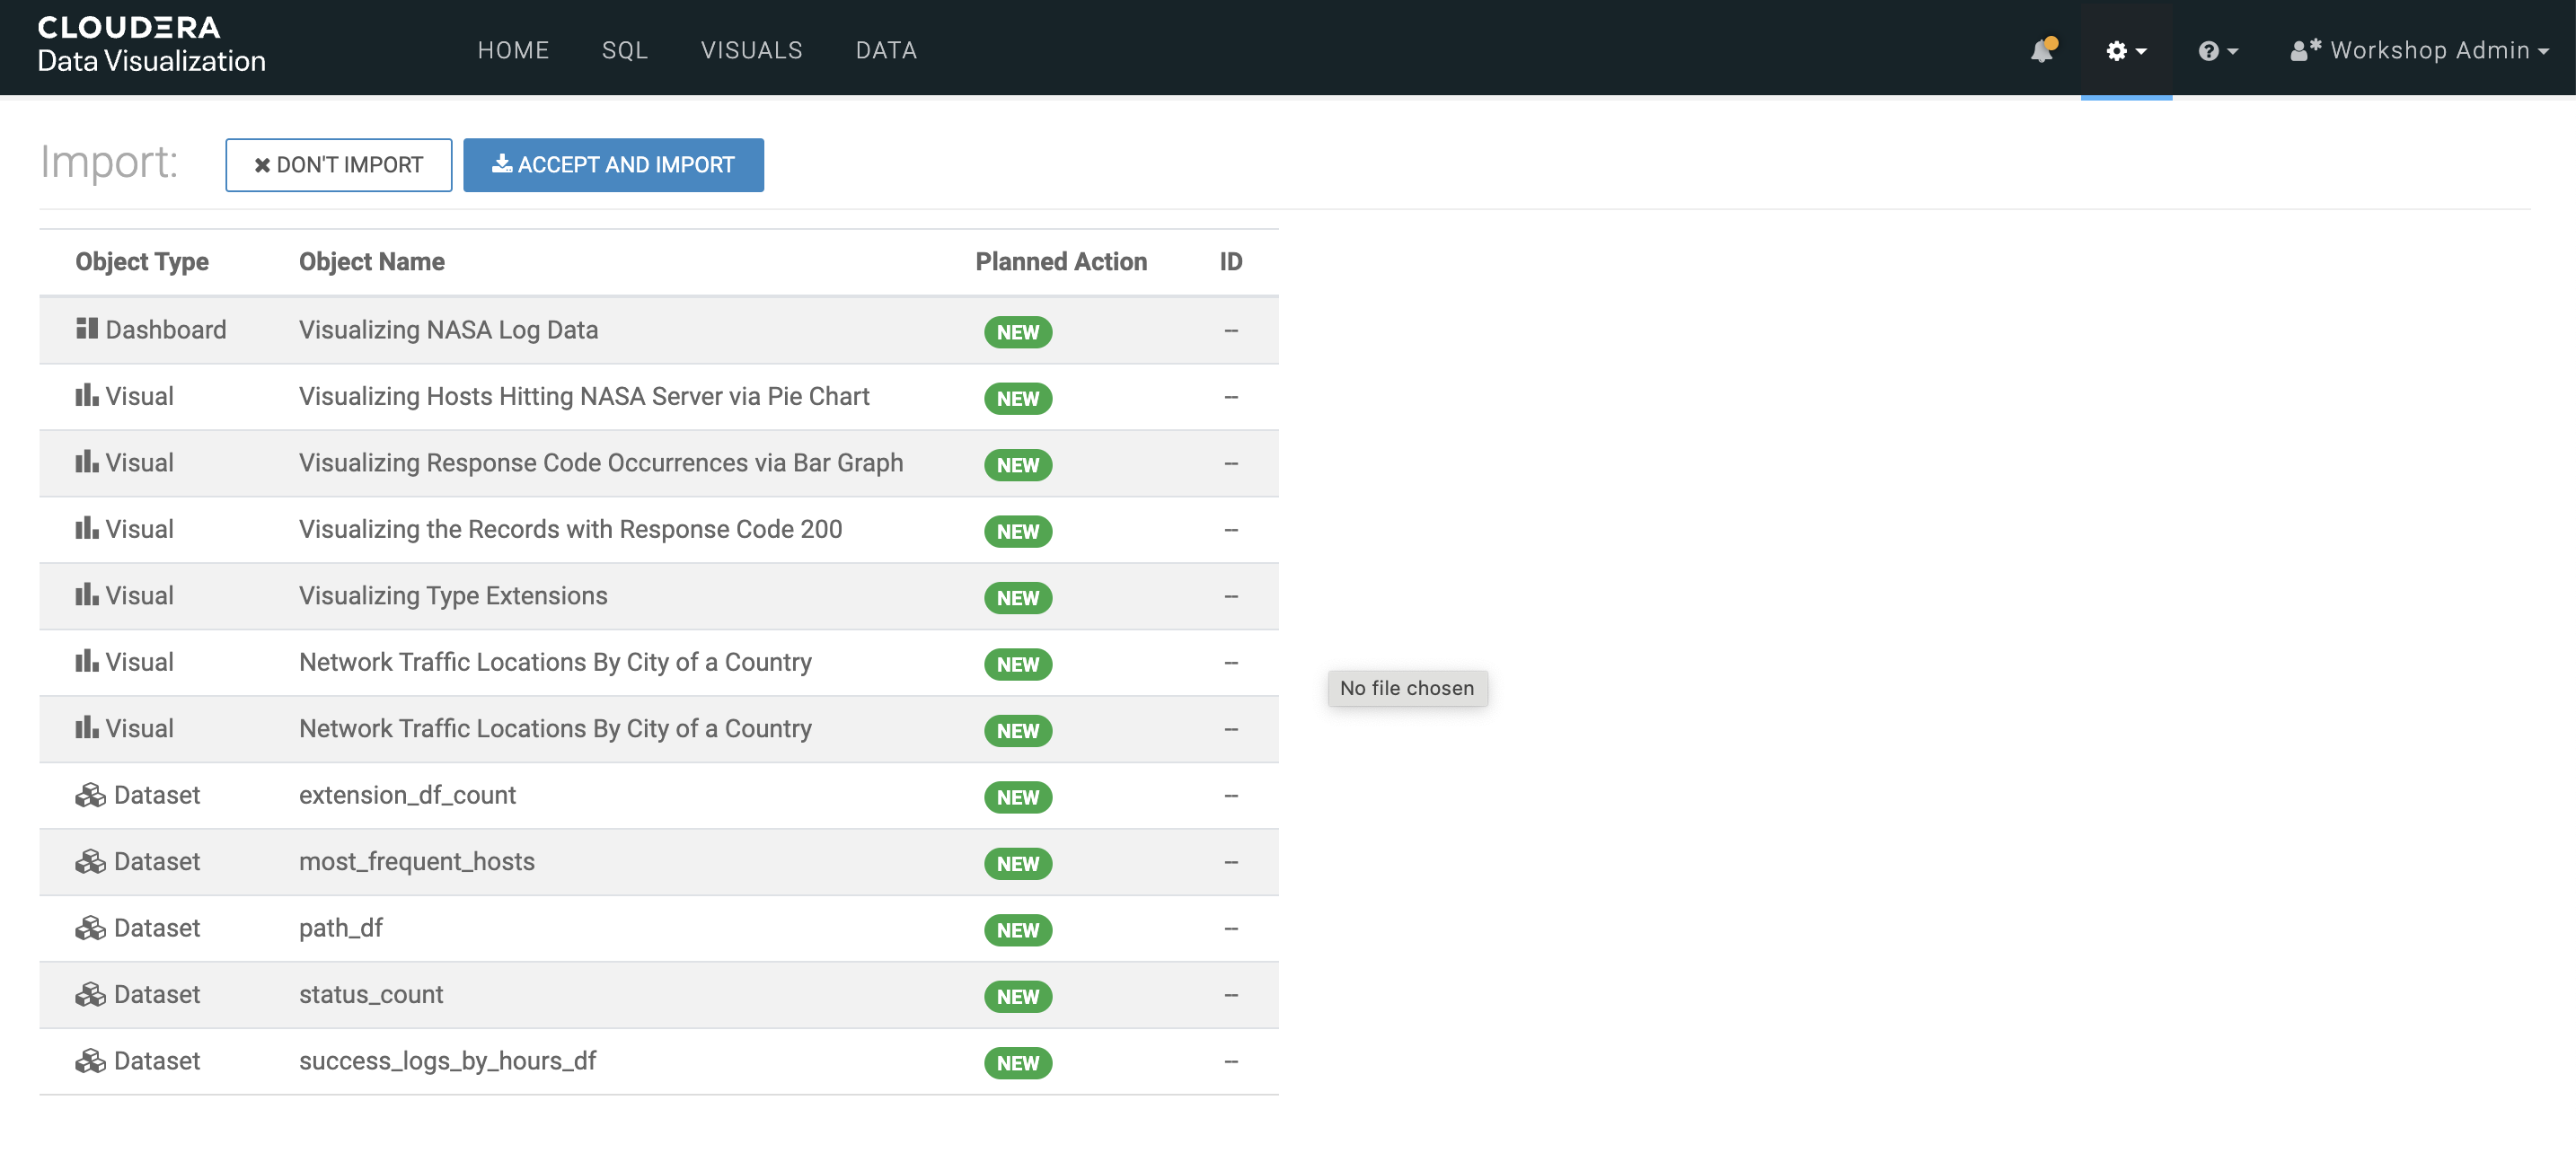 CLOUDERA
Data Visualization
HOME SQL VISUALS DATA
Workshop Admin
Import:
DON'T IMPORT
ACCEPT AND IMPORT
Object Type Object Name Planned Action ID
Dashboard Visualizing NASA Log Data NEW --
Visual Visualizing Hosts Hitting NASA Server via Pie Chart NEW --
Visual Visualizing Response Code Occurrences via Bar Graph NEW --
Visual Visualizing the Records with Response Code 200 NEW --
Visual Visualizing Type Extensions NEW --
Visual Network Traffic Locations By City of a Country NEW --
No file chosen
Visual Network Traffic Locations By City of a Country NEW --
Dataset extension_df_count NEW --
Dataset most_frequent_hosts NEW --
Dataset path_df NEW --
Dataset status_count NEW --
Dataset success_logs_by_hours_df NEW --